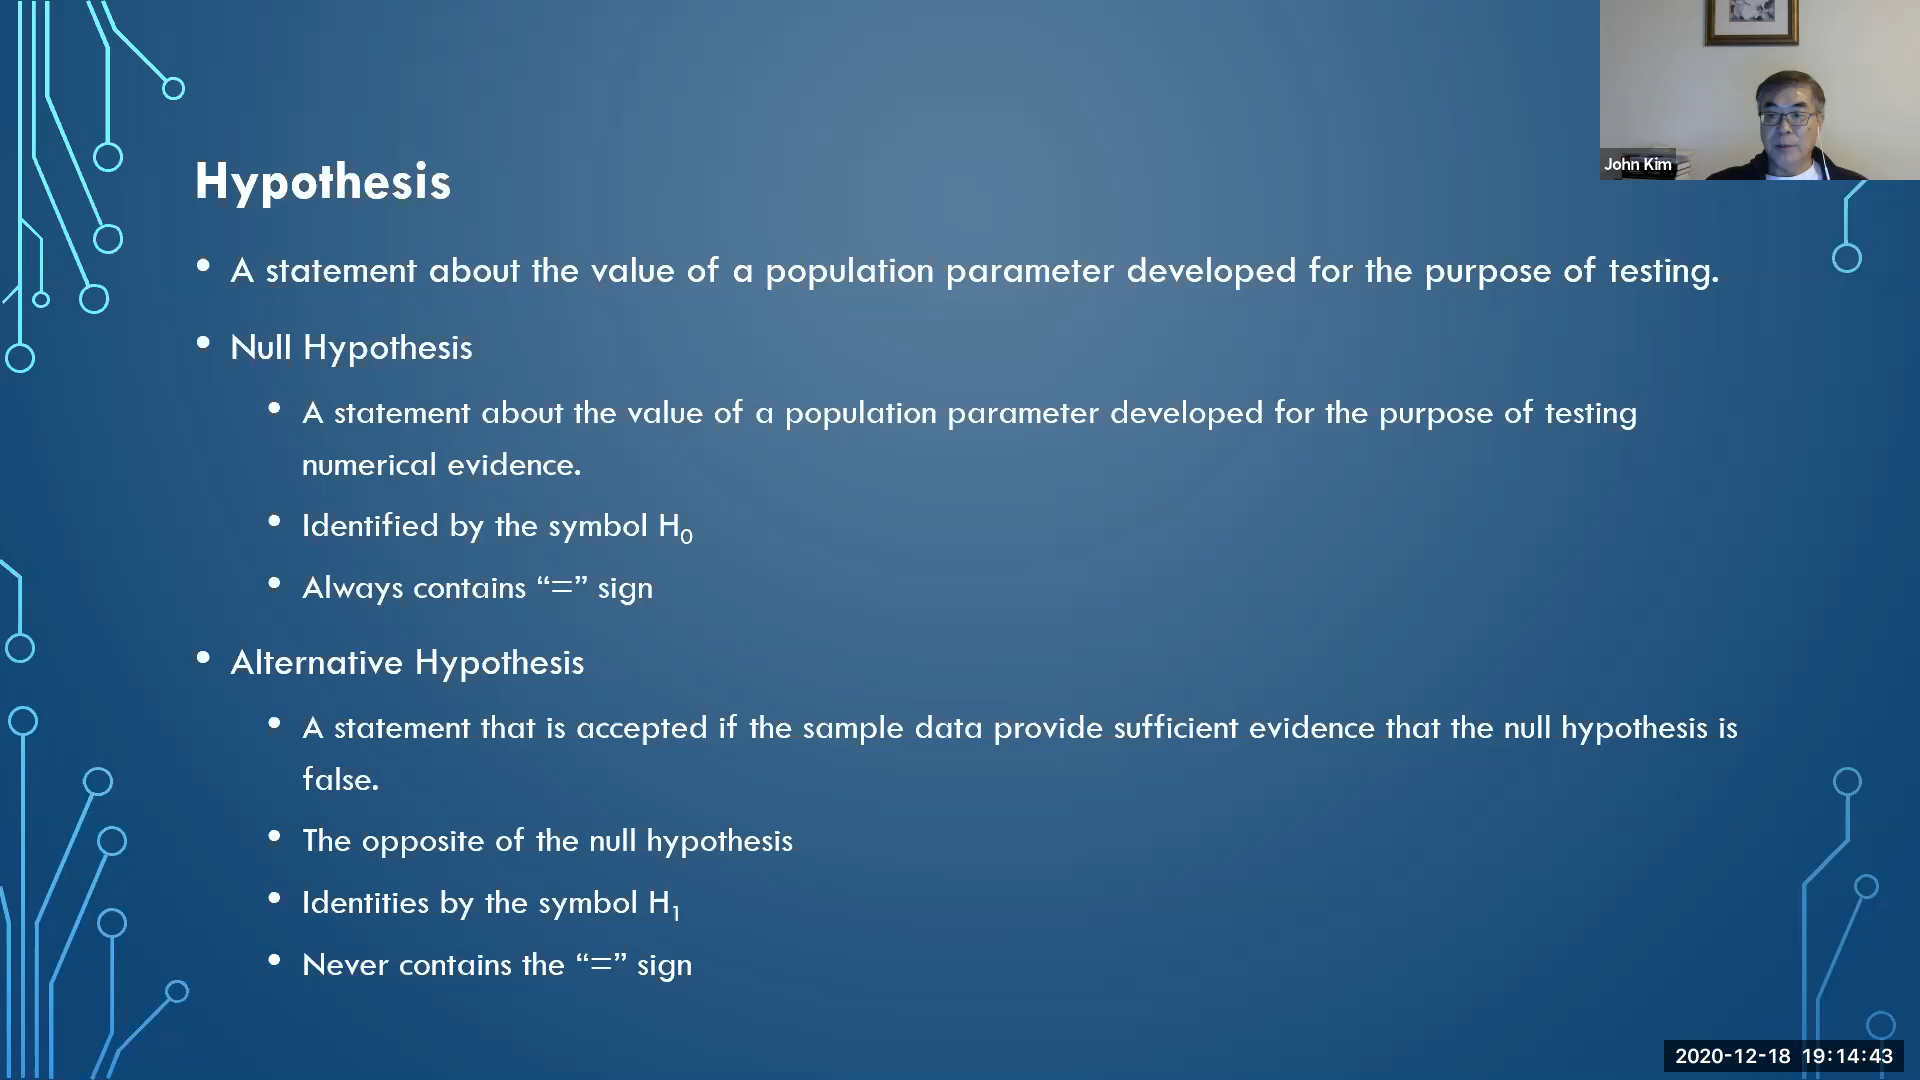 John Kim
Hypothesis
• A statement about the value of a population parameter developed for the purpose of testing.
• Null Hypothesis
• A statement about the value of a population parameter developed for the purpose of testing
numerical evidence.
• Identified by the symbol H₀
• Always contains “=” sign
• Alternative Hypothesis
• A statement that is accepted if the sample data provide sufficient evidence that the null hypothesis is
false.
• The opposite of the null hypothesis
• Identities by the symbol H₁
• Never contains the “=” sign
2020-12-18 19:14:43